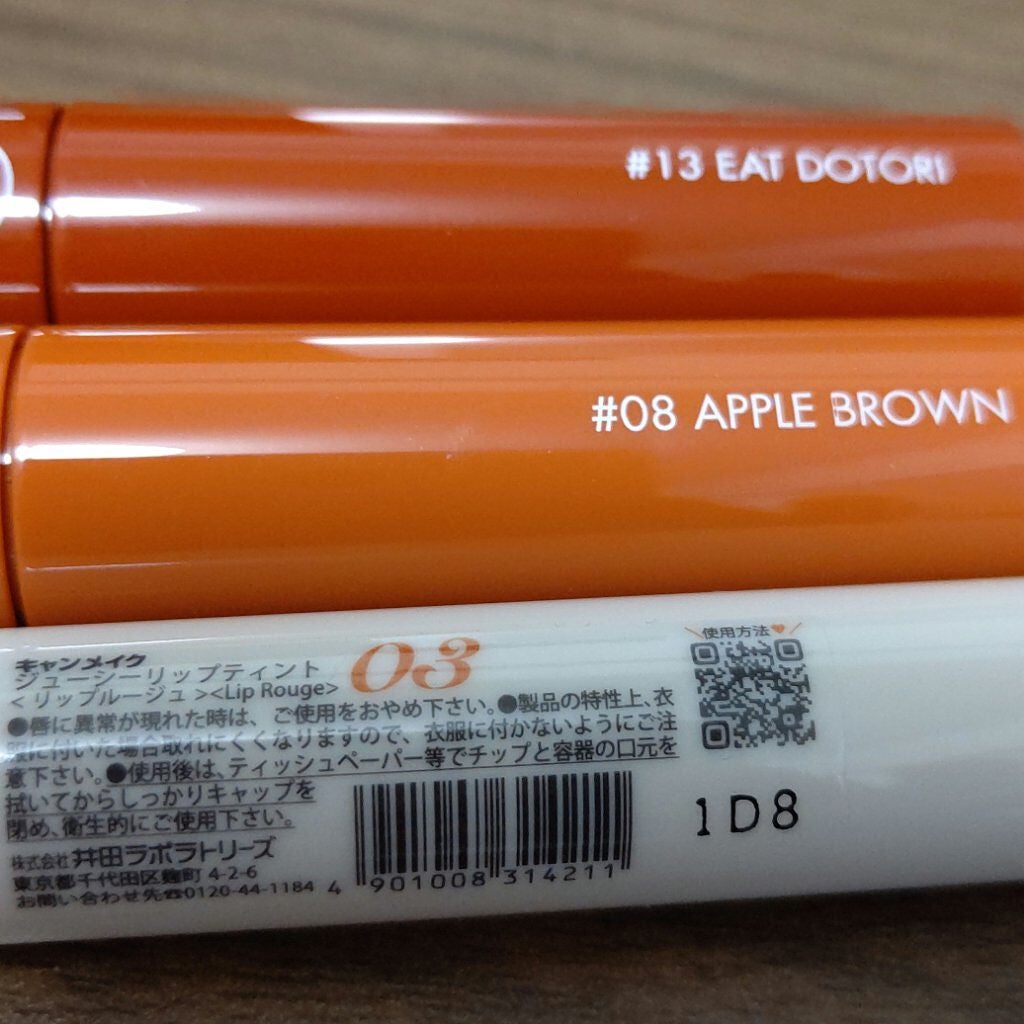 #13 EAT DOTORI
#08 APPLE BROWN
キャンメイク
ジューシーリップティント
<リップルージュ><Lip Rouge>
03
\使用方法♥/
●唇に異常が現れた時は、ご使用をおやめ下さい。●製品の特性上、衣
服に付いた場合取れにくくなりますので、衣服に付かないようにご注
意下さい。●使用後は、ティッシュペーパー等でチップと容器の口元を
拭いてからしっかりキャップを
閉め、衛生的にご使用下さい。
株式会社 井田ラボラトリーズ
東京都千代田区麹町 4-2-6
お問い合わせ先☎0120-44-1184
4 901008 314211
1D8